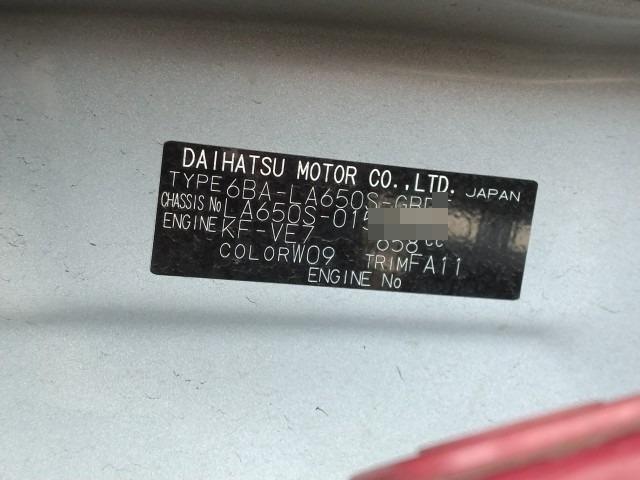 DAIHATSU MOTOR CO.,LTD. JAPAN
TYPE 6BA-LA650S-GB
CHASSIS No LA650S-015
ENGINE KF-VE7 658 cc
COLOR W09 TRIM FA11
ENGINE No